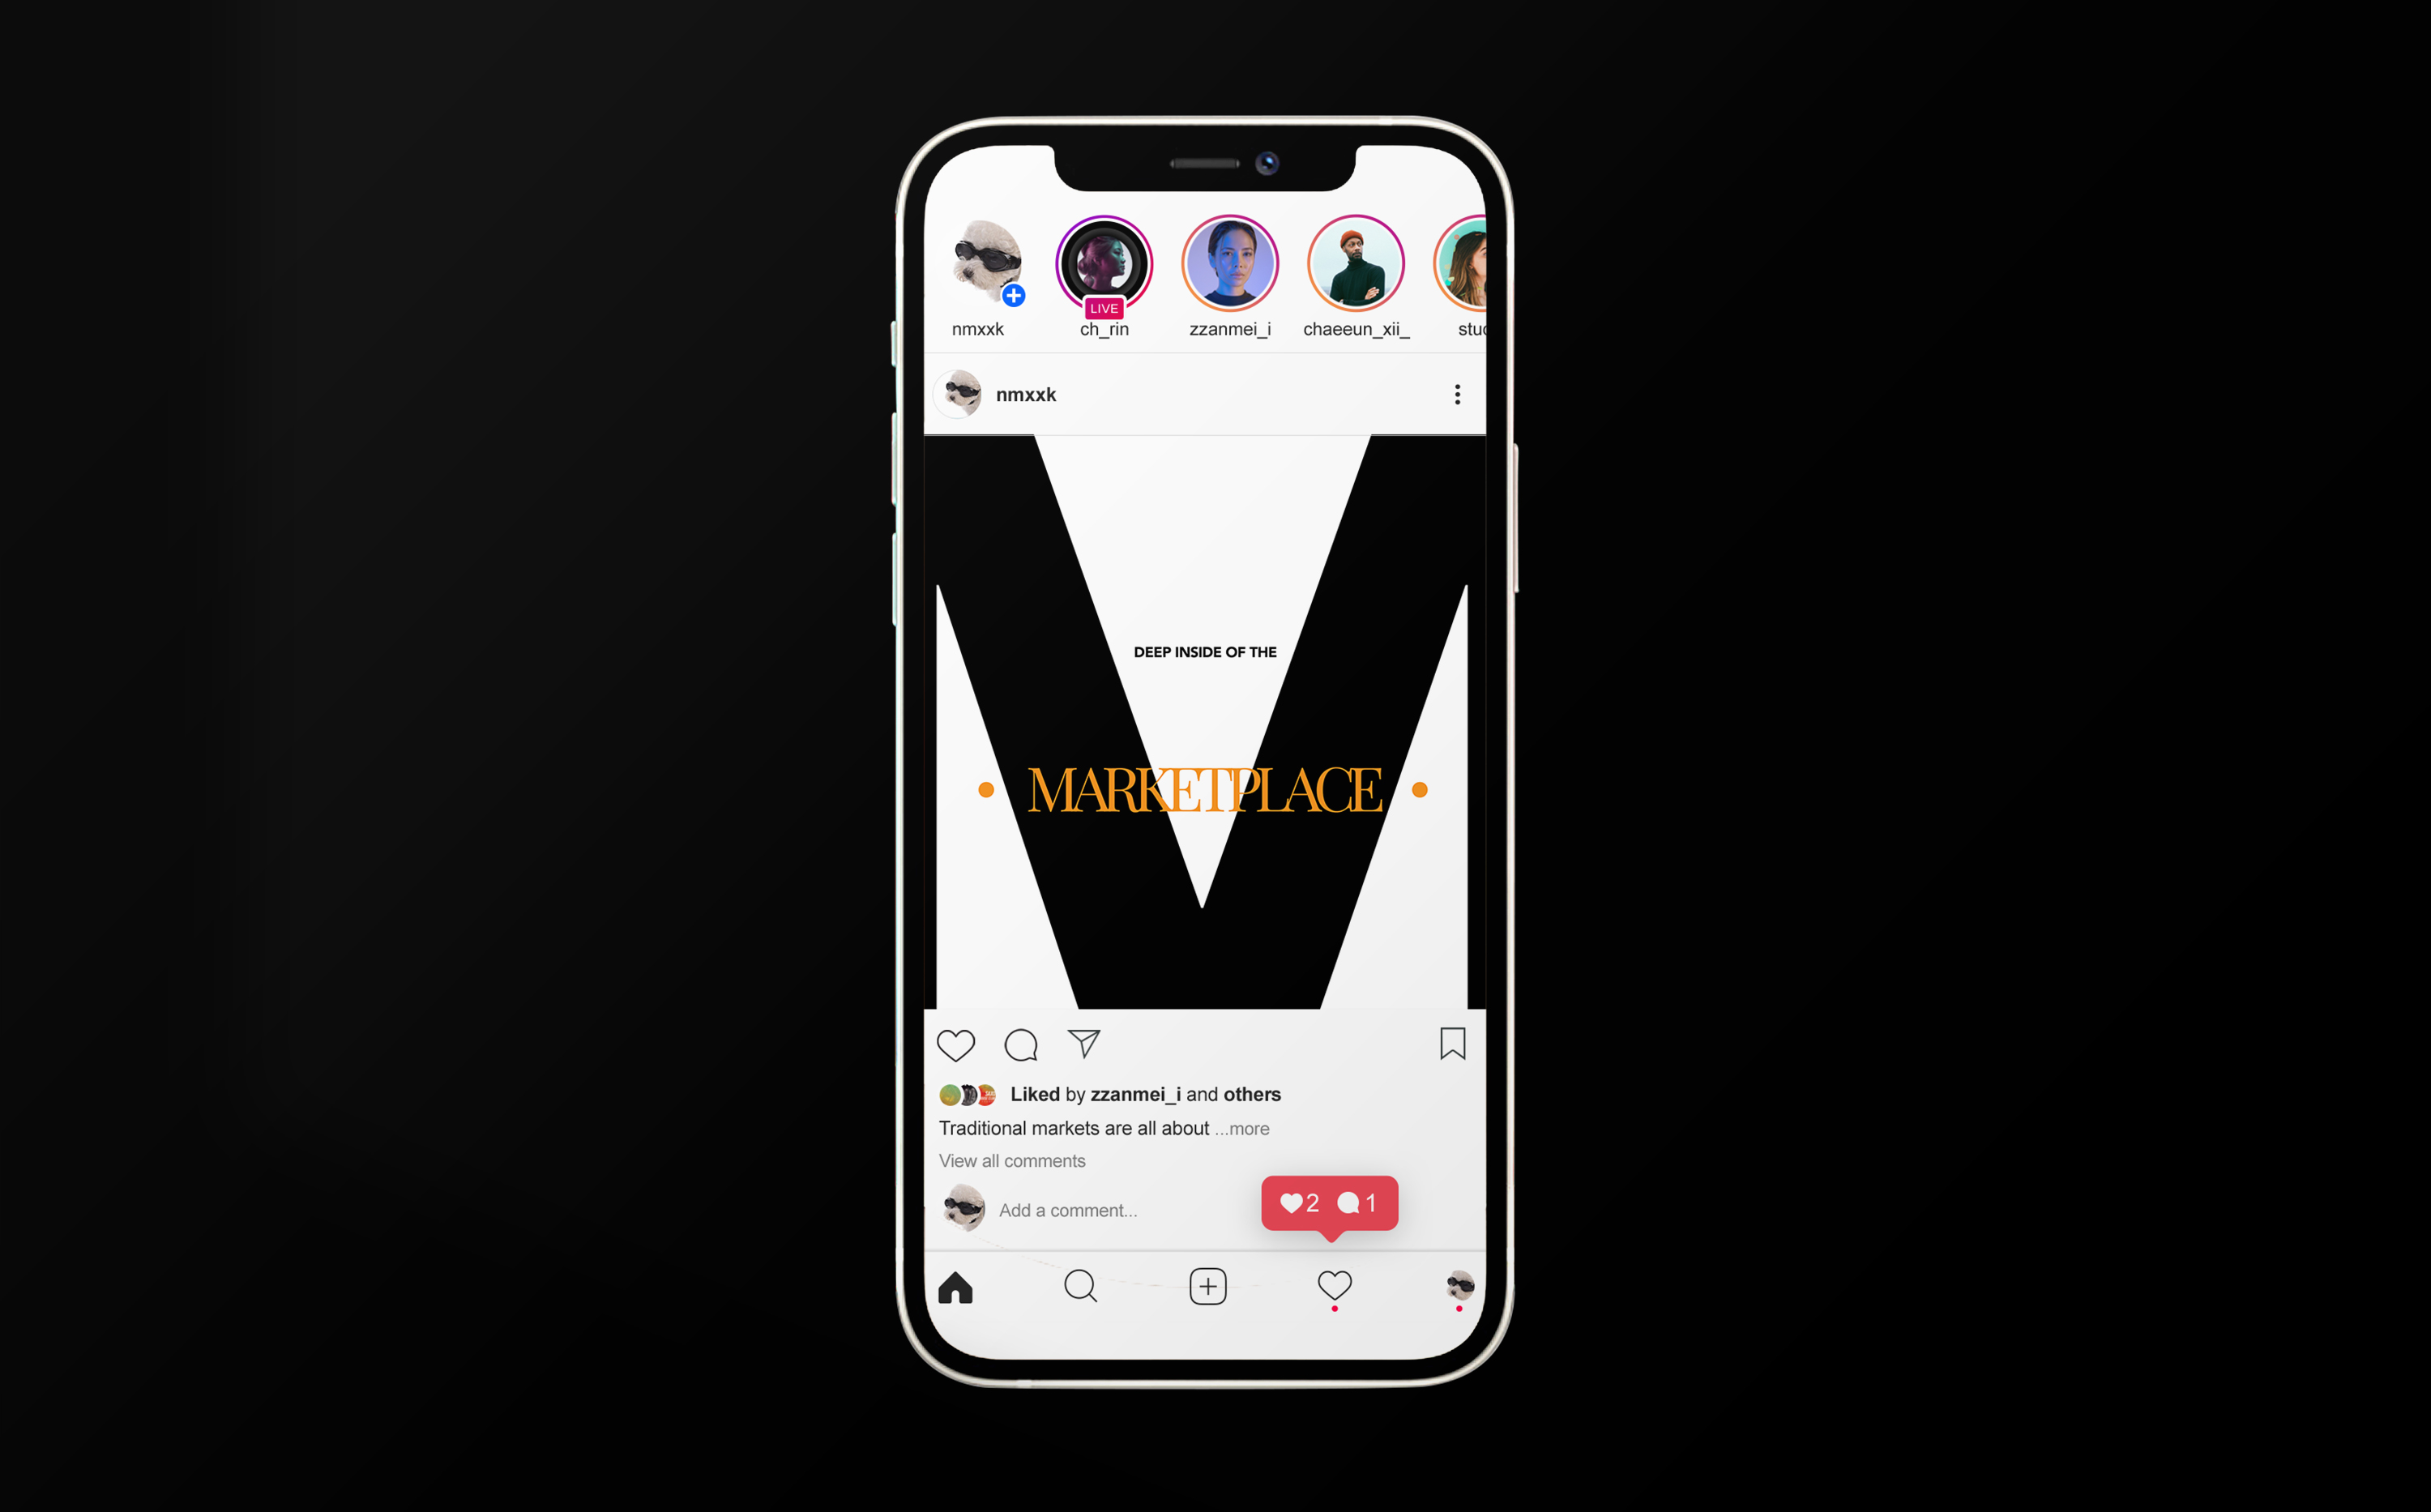 LIVE
nmxxk
ch_rin
zzanmei_i
chaeeun_xii_
nmxxk
DEEP INSIDE OF THE
MARKETPLACE
Liked by zzanmei_i and others
Traditional markets are all about ...more
View all comments
Add a comment...
2 1